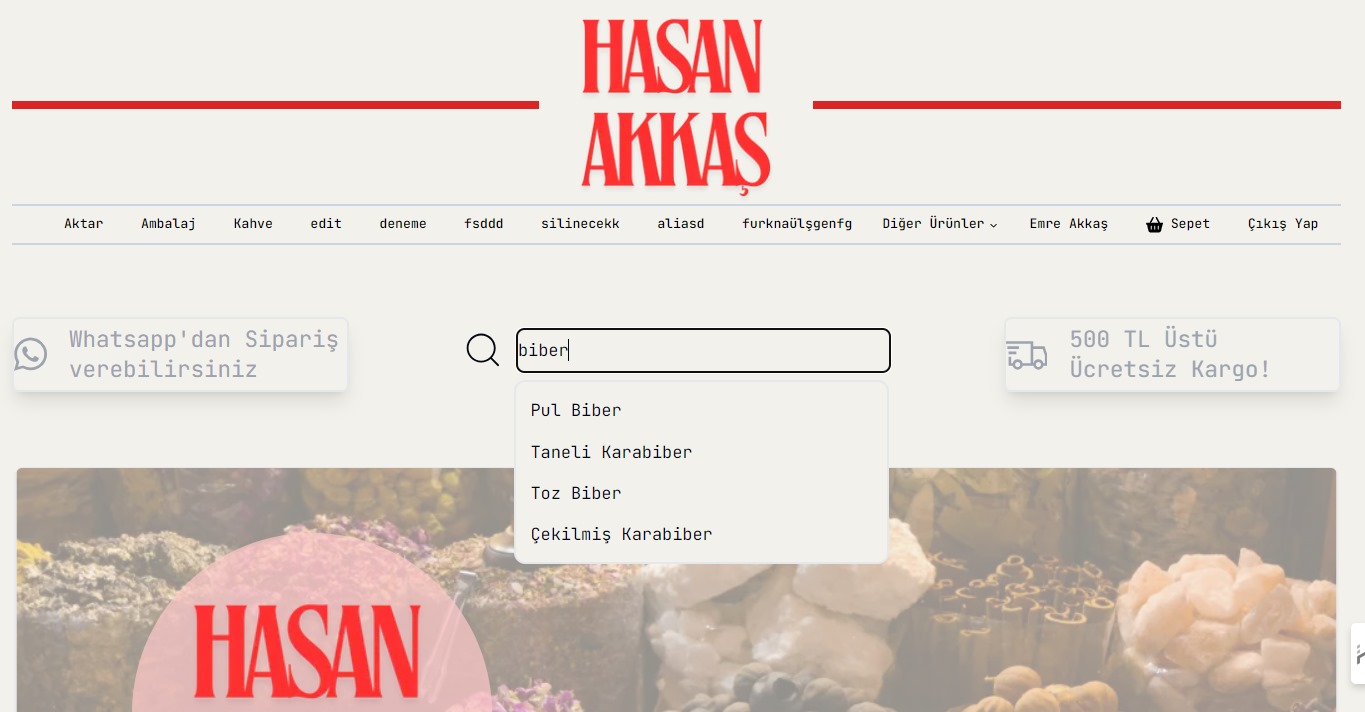 HASAN
AKKAŞ
Aktar Ambalaj Kahve edit deneme fsddd silinecekk aliasd furknaülşgenfg Diğer Ürünler Emre Akkaş Sepet Çıkış Yap
Whatsapp'dan Sipariş
verebilirsiniz
biber
500 TL Üstü
Ücretsiz Kargo!
Pul Biber
Taneli Karabiber
Toz Biber
Çekilmiş Karabiber
HASAN